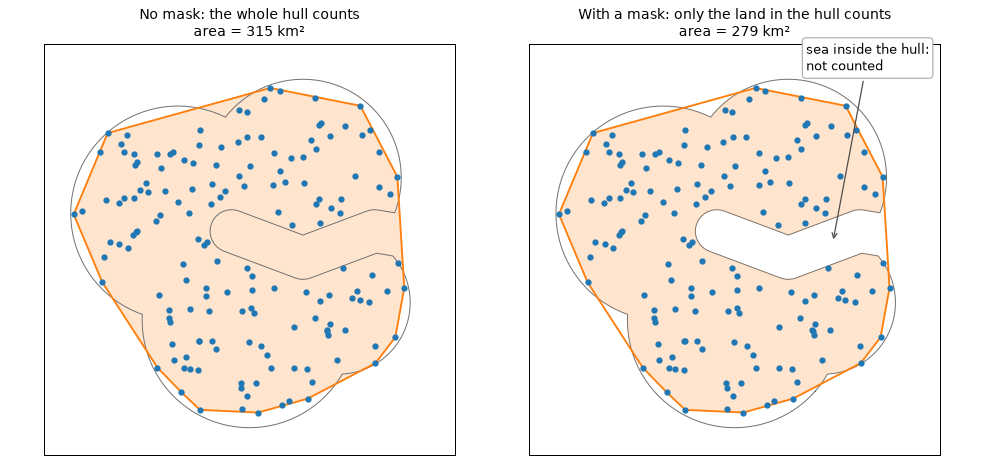 No mask: the whole hull counts
area = 315 km²
With a mask: only the land in the hull counts
area = 279 km²
sea inside the hull:
not counted